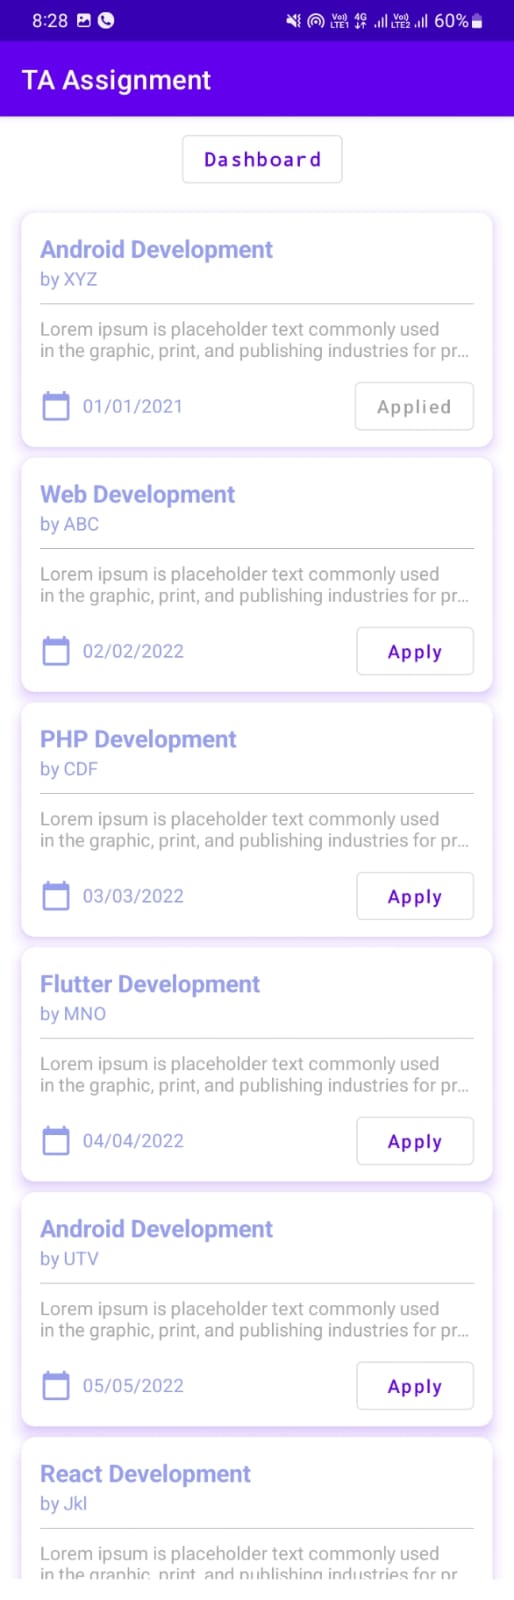 8:28 Vo) LTE1 4G Vo) LTE2 60%
TA Assignment
Dashboard
Android Development
by XYZ
Lorem ipsum is placeholder text commonly used
in the graphic, print, and publishing industries for pr...
01/01/2021 Applied
Web Development
by ABC
Lorem ipsum is placeholder text commonly used
in the graphic, print, and publishing industries for pr...
02/02/2022 Apply
PHP Development
by CDF
Lorem ipsum is placeholder text commonly used
in the graphic, print, and publishing industries for pr...
03/03/2022 Apply
Flutter Development
by MNO
Lorem ipsum is placeholder text commonly used
in the graphic, print, and publishing industries for pr...
04/04/2022 Apply
Android Development
by UTV
Lorem ipsum is placeholder text commonly used
in the graphic, print, and publishing industries for pr...
05/05/2022 Apply
React Development
by Jkl
Lorem ipsum is placeholder text commonly used
in the graphic, print, and publishing industries for pr...